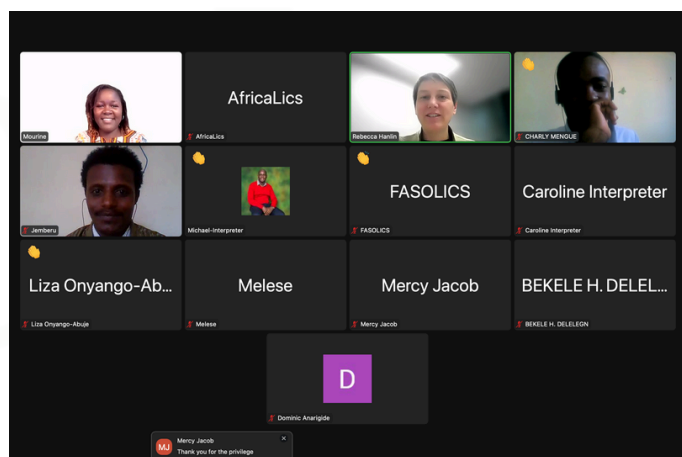 Mourine
AfricaLics
AfricaLics
Rebecca Hanlin
CHARLY MENGUE
Jemberu
Michael-Interpreter
FASOLICS
FASOLICS
Caroline Interpreter
Caroline Interpreter
Liza Onyango-Ab...
Liza Onyango-Abuje
Melese
Melese
Mercy Jacob
Mercy Jacob
BEKELE H. DELEL...
BEKELE H. DELELEGN
D
Dominic Anarigide
MJ
Mercy Jacob
Thank you for the privilege